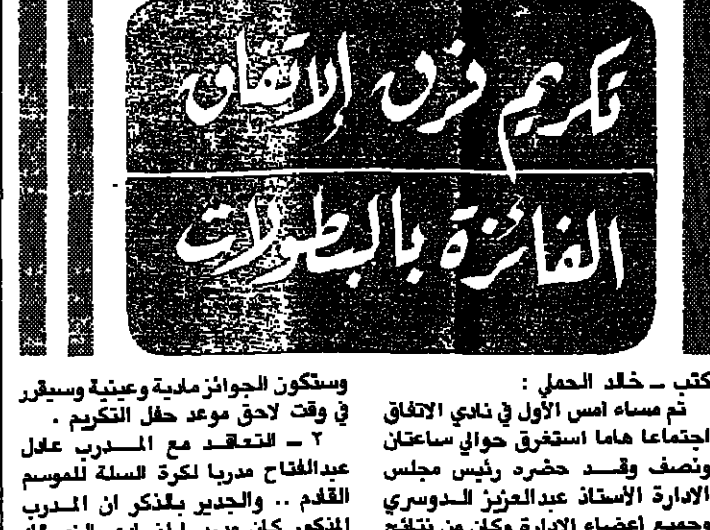 تكريم فرق الاتفاق
الفائزة بالبطولات
كتب ـ خالد الحملي :
تم مساء امس الأول في نادي الاتفاق
اجتماعا هاما استغرق حوالي ساعتان
ونصف وقد حضره رئيس مجلس
الادارة الأستاذ عبدالعزيز الدوسري
وجميع اعضاء الادارة وكان من نتائج
وستكون الجوائز مادية وعينية وسيقرر
في وقت لاحق موعد حفل التكريم .
٢ ـ التعاقد مع المدرب عادل
عبدالفتاح مدربا لكرة السلة للموسم
القادم .. والجدير بالذكر ان المدرب
المذكور كان